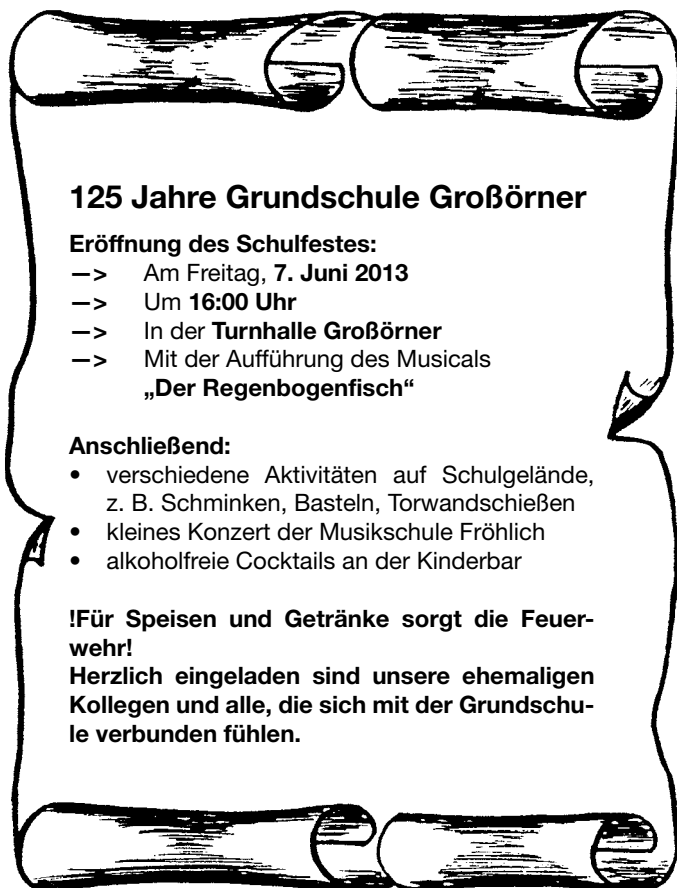 125 Jahre Grundschule Großörner
Eröffnung des Schulfestes:
—> Am Freitag, 7. Juni 2013
—> Um 16:00 Uhr
—> In der Turnhalle Großörner
—> Mit der Aufführung des Musicals
„Der Regenbogenfisch“
Anschließend:
• verschiedene Aktivitäten auf Schulgelände,
z. B. Schminken, Basteln, Torwandschießen
• kleines Konzert der Musikschule Fröhlich
• alkoholfreie Cocktails an der Kinderbar
!Für Speisen und Getränke sorgt die Feuer-
wehr!
Herzlich eingeladen sind unsere ehemaligen
Kollegen und alle, die sich mit der Grundschu-
le verbunden fühlen.